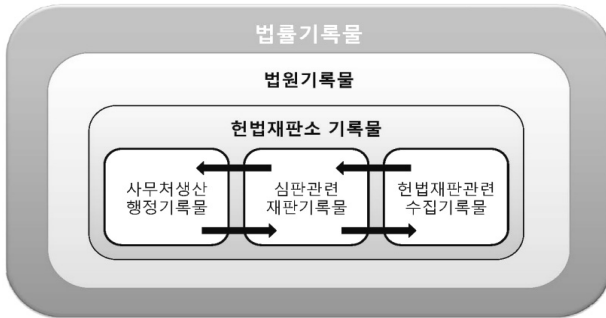 법률기록물
법원기록물
헌법재판소 기록물
사무처생산
행정기록물
심판관련
재판기록물
헌법재판관련
수집기록물